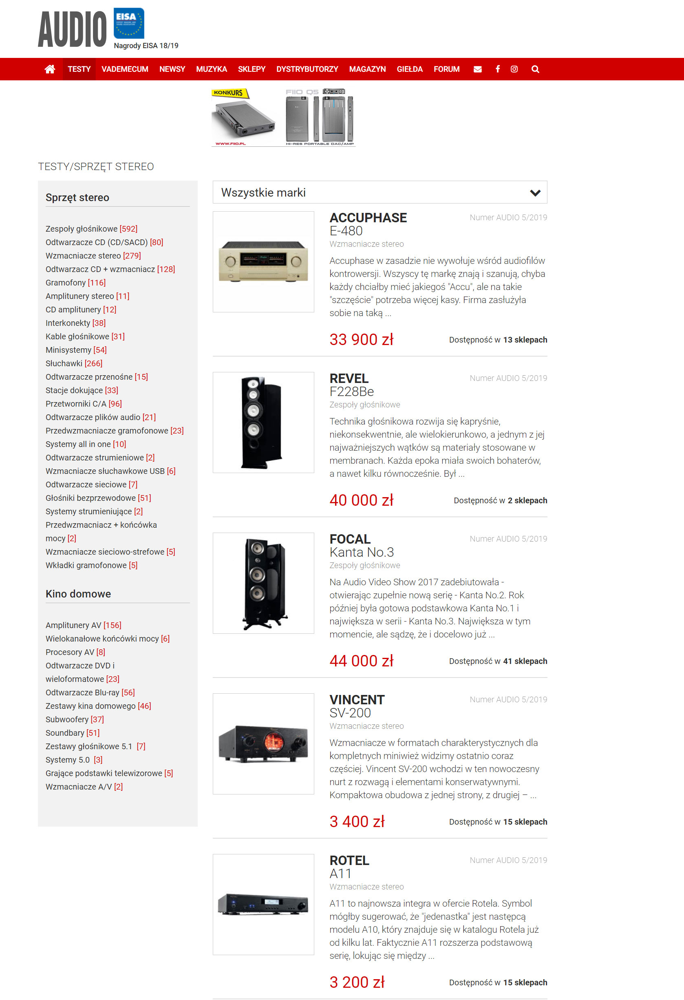 AUDIO
EISA
EXPERT IMAGING AND
SOUND ASSOCIATION
Nagrody EISA 18/19
TESTY VADEMECUM NEWSY MUZYKA SKLEPY DYSTRYBUTORZY MAGAZYN GIEŁDA FORUM
KONKURS
FIIO Q5
WWW.FIIO.PL
HI-RES PORTABLE DAC/AMP
TESTY/SPRZĘT STEREO
Sprzęt stereo
Zespoły głośnikowe [592]
Odtwarzacze CD (CD/SACD) [80]
Wzmacniacze stereo [279]
Odtwarzacz CD + wzmacniacz [128]
Gramofony [116]
Amplitunery stereo [11]
CD amplitunery [12]
Interkonekty [38]
Kable głośnikowe [31]
Minisystemy [54]
Słuchawki [266]
Odtwarzacze przenośne [15]
Stacje dokujące [33]
Przetworniki C/A [96]
Odtwarzacze plików audio [21]
Przedwzmacniacze gramofonowe [23]
Systemy all in one [10]
Odtwarzacze strumieniowe [2]
Wzmacniacze słuchawkowe USB [6]
Odtwarzacze sieciowe [7]
Głośniki bezprzewodowe [51]
Systemy strumieniujące [2]
Przedwzmacniacz + końcówka
mocy [2]
Wzmacniacze sieciowo-strefowe [5]
Wkładki gramofonowe [5]
Kino domowe
Amplitunery AV [156]
Wielokanałowe końcówki mocy [6]
Procesory AV [8]
Odtwarzacze DVD i
wieloformatowe [23]
Odtwarzacze Blu-ray [56]
Zestawy kina domowego [46]
Subwoofery [37]
Soundbary [51]
Zestawy głośnikowe 5.1 [7]
Systemy 5.0 [3]
Grające podstawki telewizorowe [5]
Wzmacniacze A/V [2]
Wszystkie marki
ACCUPHASE
Numer AUDIO 5/2019
E-480
Wzmacniacze stereo
Accuphase w zasadzie nie wywołuje wśród audiofilów
kontrowersji. Wszyscy tę markę znają i szanują, chyba
każdy chciałby mieć jakiegoś "Accu", ale na takie
"szczęście" potrzeba więcej kasy. Firma zasłużyła
sobie na taką ...
33 900 zł
Dostępność w 13 sklepach
REVEL
Numer AUDIO 5/2019
F228Be
Zespoły głośnikowe
Technika głośnikowa rozwija się kapryśnie,
niekonsekwentnie, ale wielokierunkowo, a jednym z jej
najważniejszych wątków są materiały stosowane w
membranach. Każda epoka miała swoich bohaterów,
a nawet kilku równocześnie. Był ...
40 000 zł
Dostępność w 2 sklepach
FOCAL
Numer AUDIO 5/2019
Kanta No.3
Zespoły głośnikowe
Na Audio Video Show 2017 zadebiutowała -
otwierając zupełnie nową serię - Kanta No.2. Rok
później była gotowa podstawkowa Kanta No.1 i
największa w serii - Kanta No.3. Największa w tym
momencie, ale sądzę, że i docelowo już ...
44 000 zł
Dostępność w 41 sklepach
VINCENT
Numer AUDIO 5/2019
SV-200
Wzmacniacze stereo
Wzmacniacze w formatach charakterystycznych dla
kompletnych miniwież widzimy ostatnio coraz
częściej. Vincent SV-200 wchodzi w ten nowoczesny
nurt z rozwagą i elementami konserwatywnymi.
Kompaktowa obudowa z jednej strony, z drugiej – ...
3 400 zł
Dostępność w 15 sklepach
ROTEL
Numer AUDIO 5/2019
A11
Wzmacniacze stereo
A11 to najnowsza integra w ofercie Rotela. Symbol
mógłby sugerować, że "jedenastka" jest następcą
modelu A10, który znajduje się w katalogu Rotela już
od kilku lat. Faktycznie A11 rozszerza podstawową
serię, lokując się między ...
3 200 zł
Dostępność w 15 sklepach